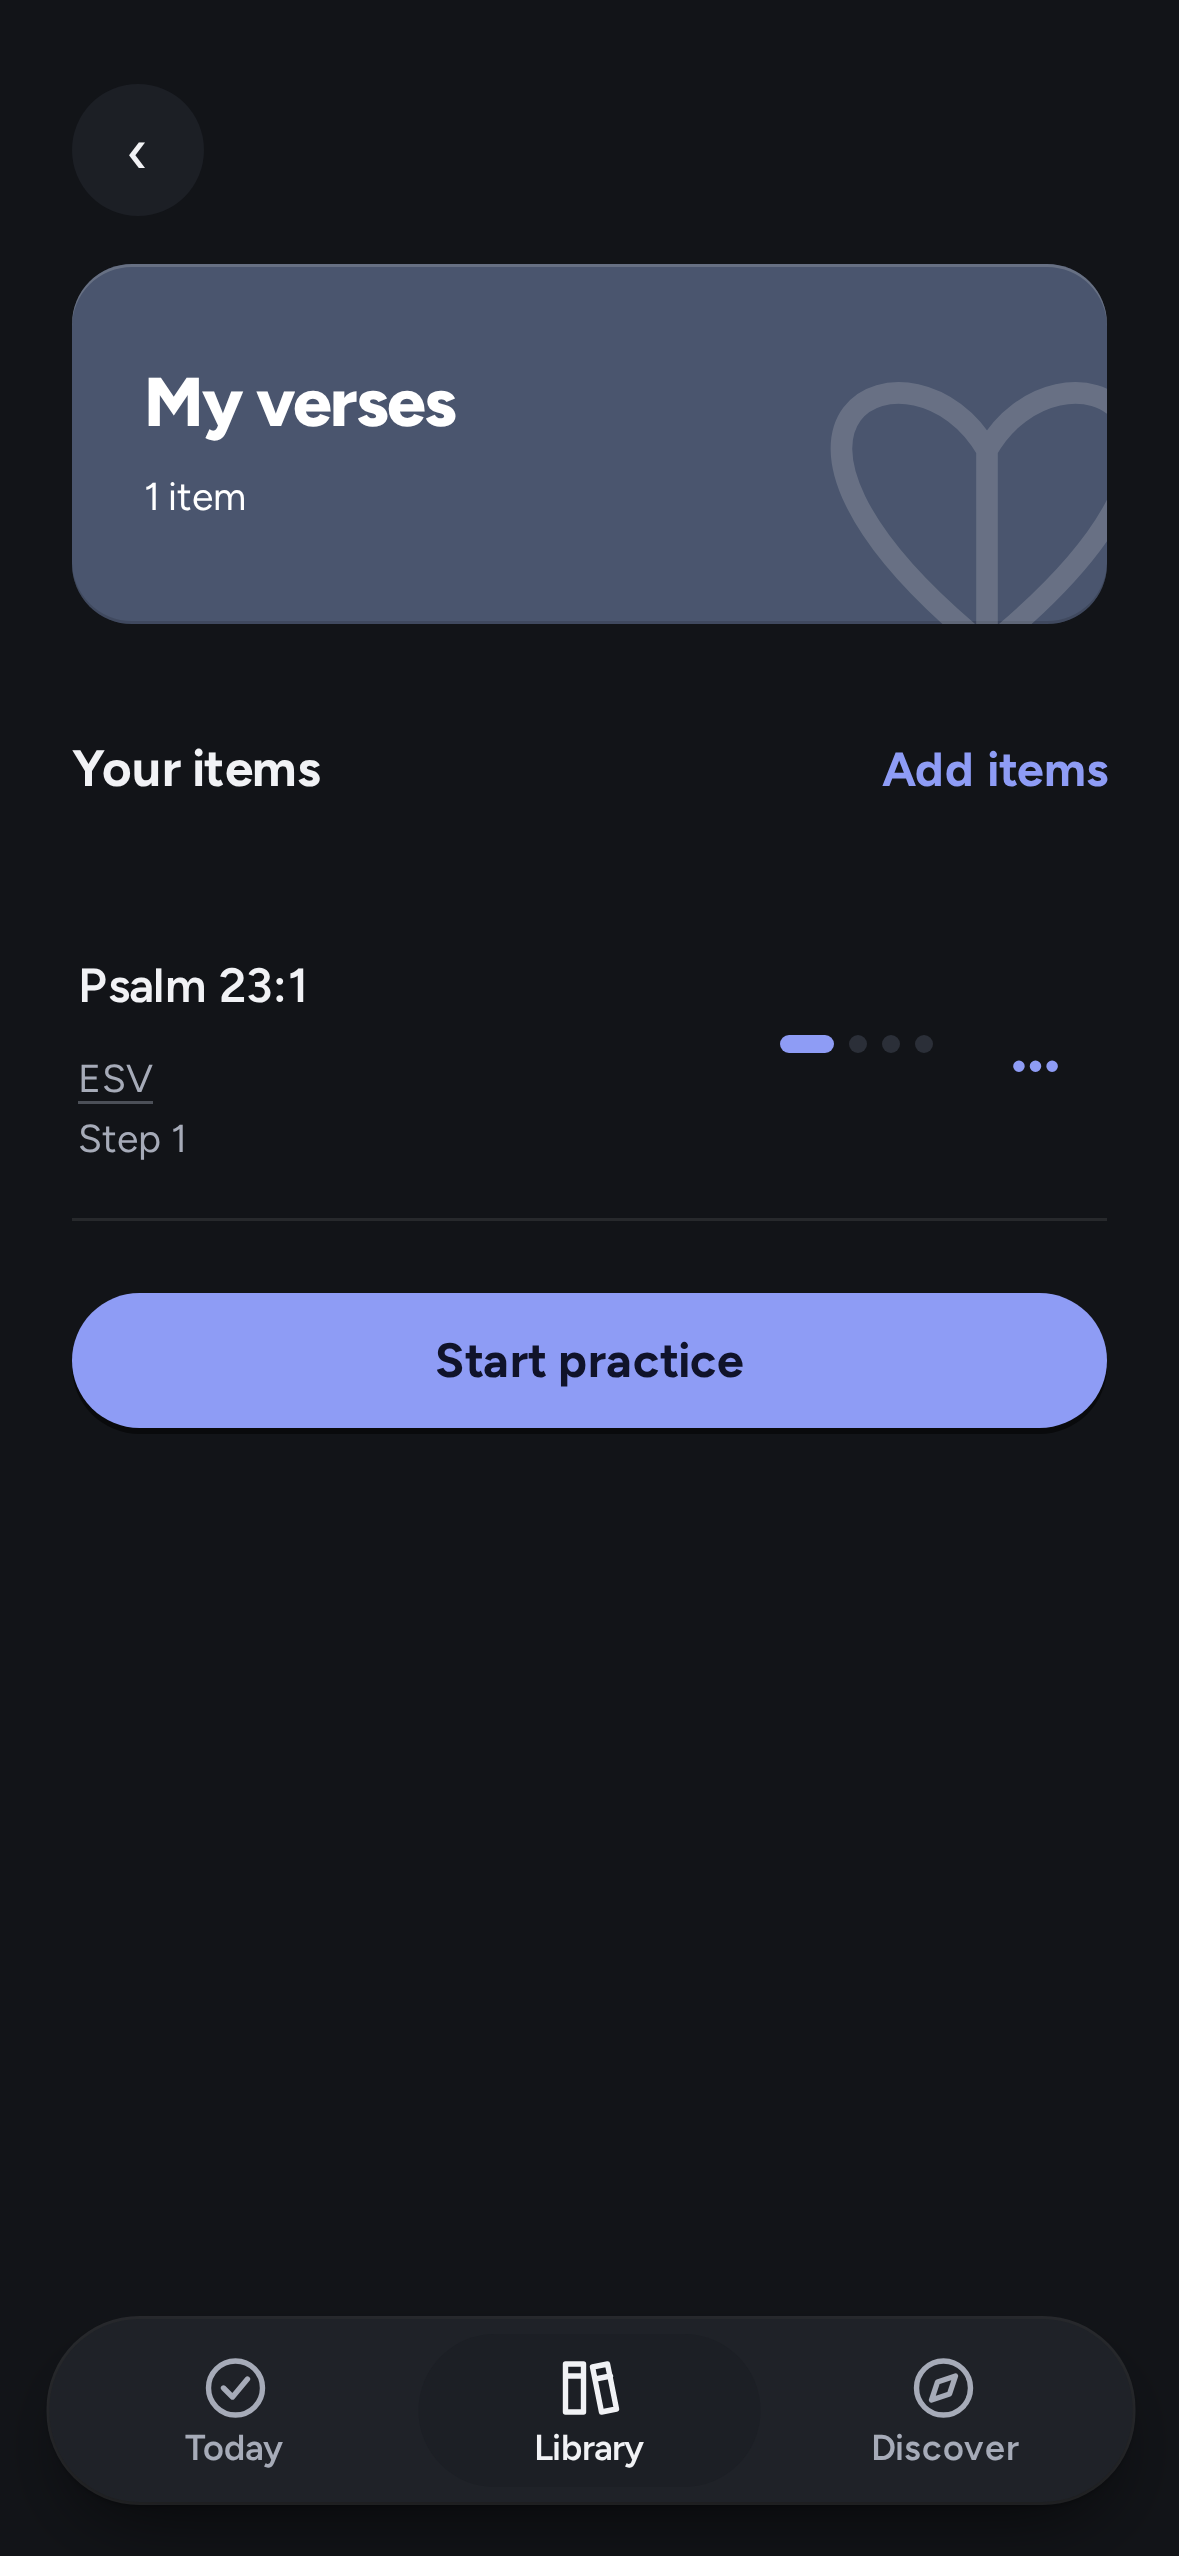 My verses
1 item
Your items
Add items
Psalm 23:1
ESV
Step 1
Start practice
Today
Library
Discover